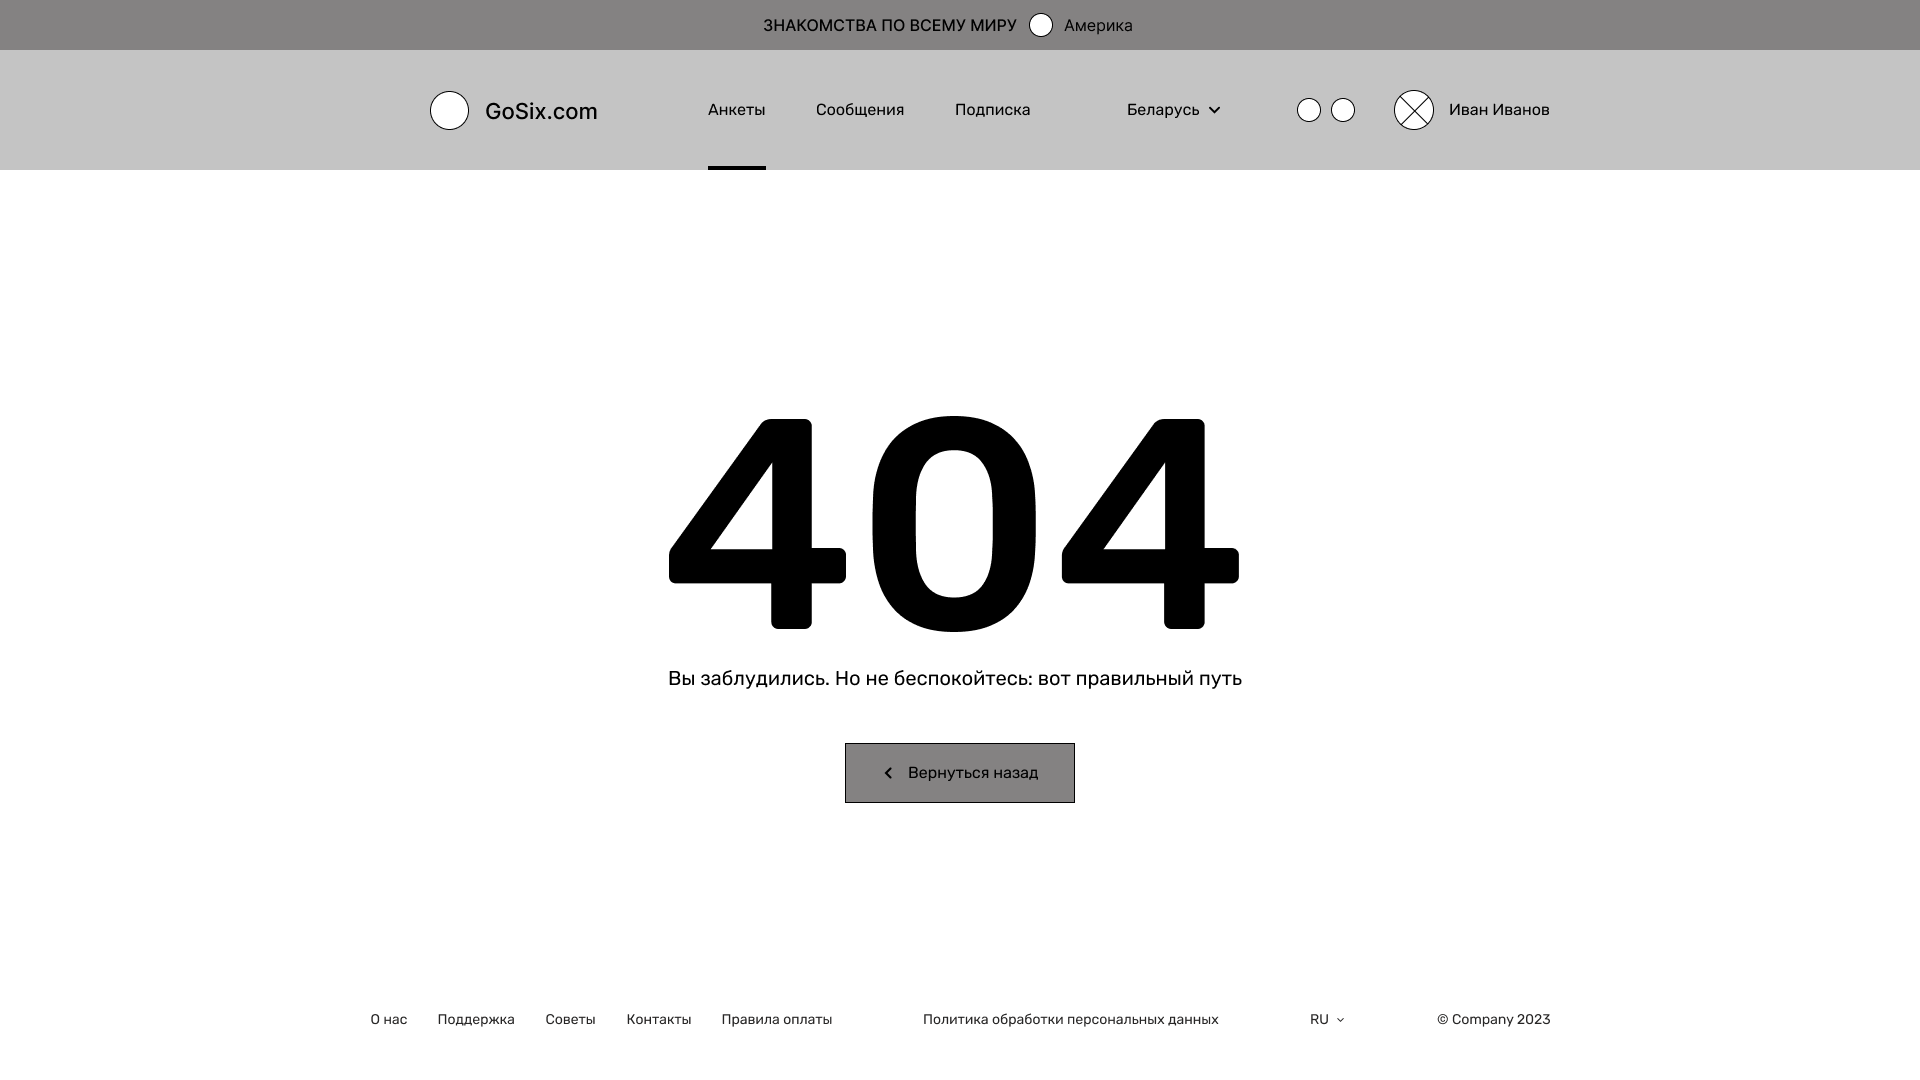 ЗНАКОМСТВА ПО ВСЕМУ МИРУ Америка
GoSix.com Анкеты Сообщения Подписка Беларусь Иван Иванов
404
Вы заблудились. Но не беспокойтесь: вот правильный путь
Вернуться назад
О нас Поддержка Советы Контакты Правила оплаты Политика обработки персональных данных RU © Company 2023